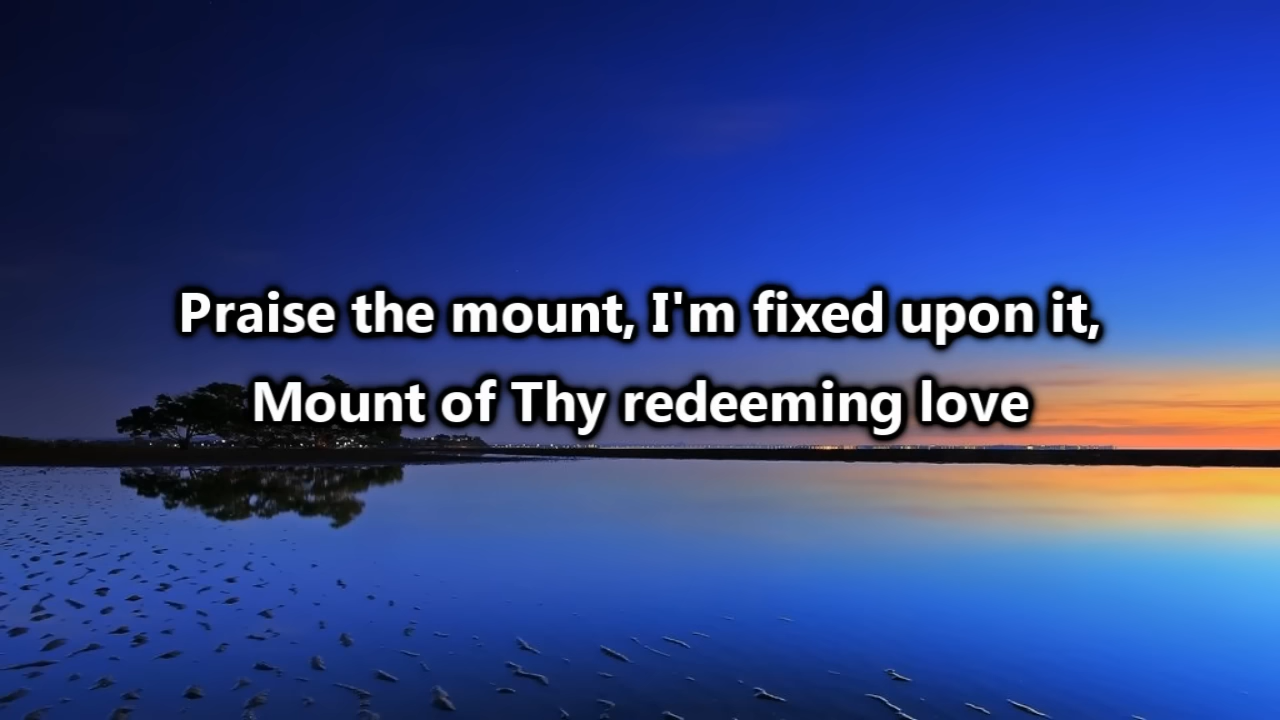 Praise the mount, I'm fixed upon it,
Mount of Thy redeeming love